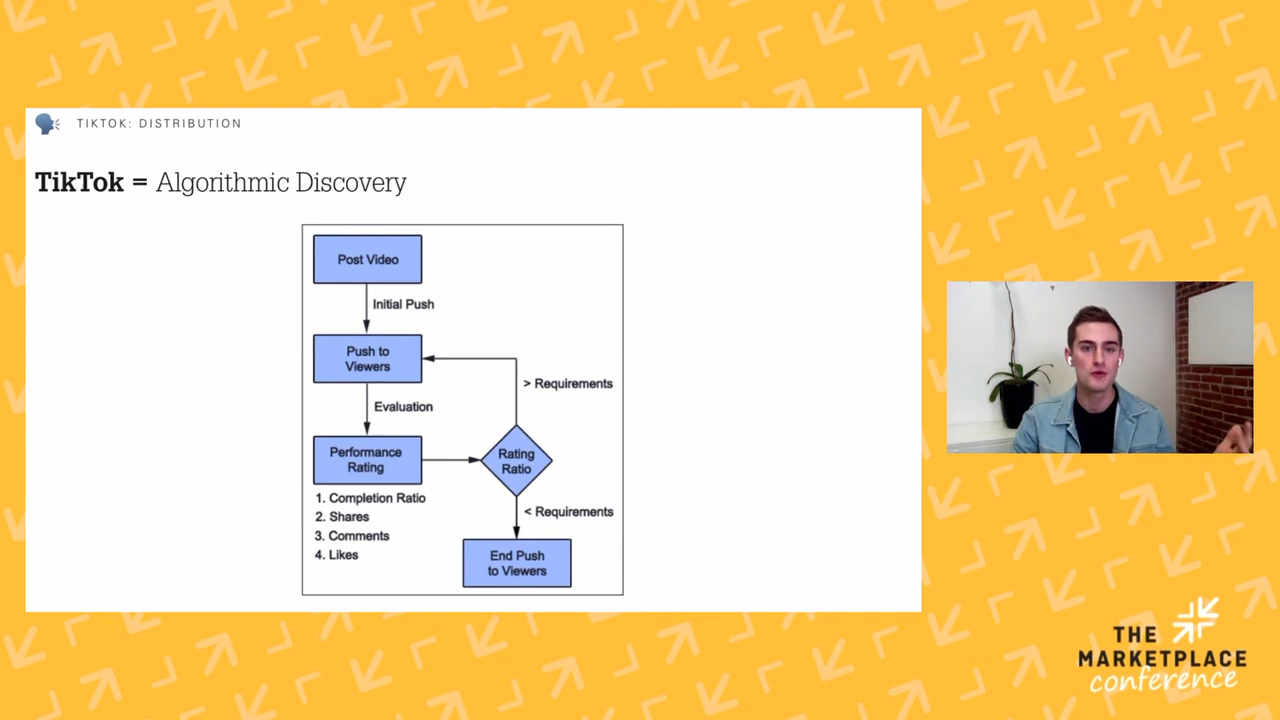 TIKTOK: DISTRIBUTION
TikTok = Algorithmic Discovery
Post Video
Initial Push
Push to
Viewers
> Requirements
Evaluation
Performance
Rating
Rating
Ratio
1. Completion Ratio
2. Shares
3. Comments
4. Likes
< Requirements
End Push
to Viewers
THE
MARKETPLACE
conference